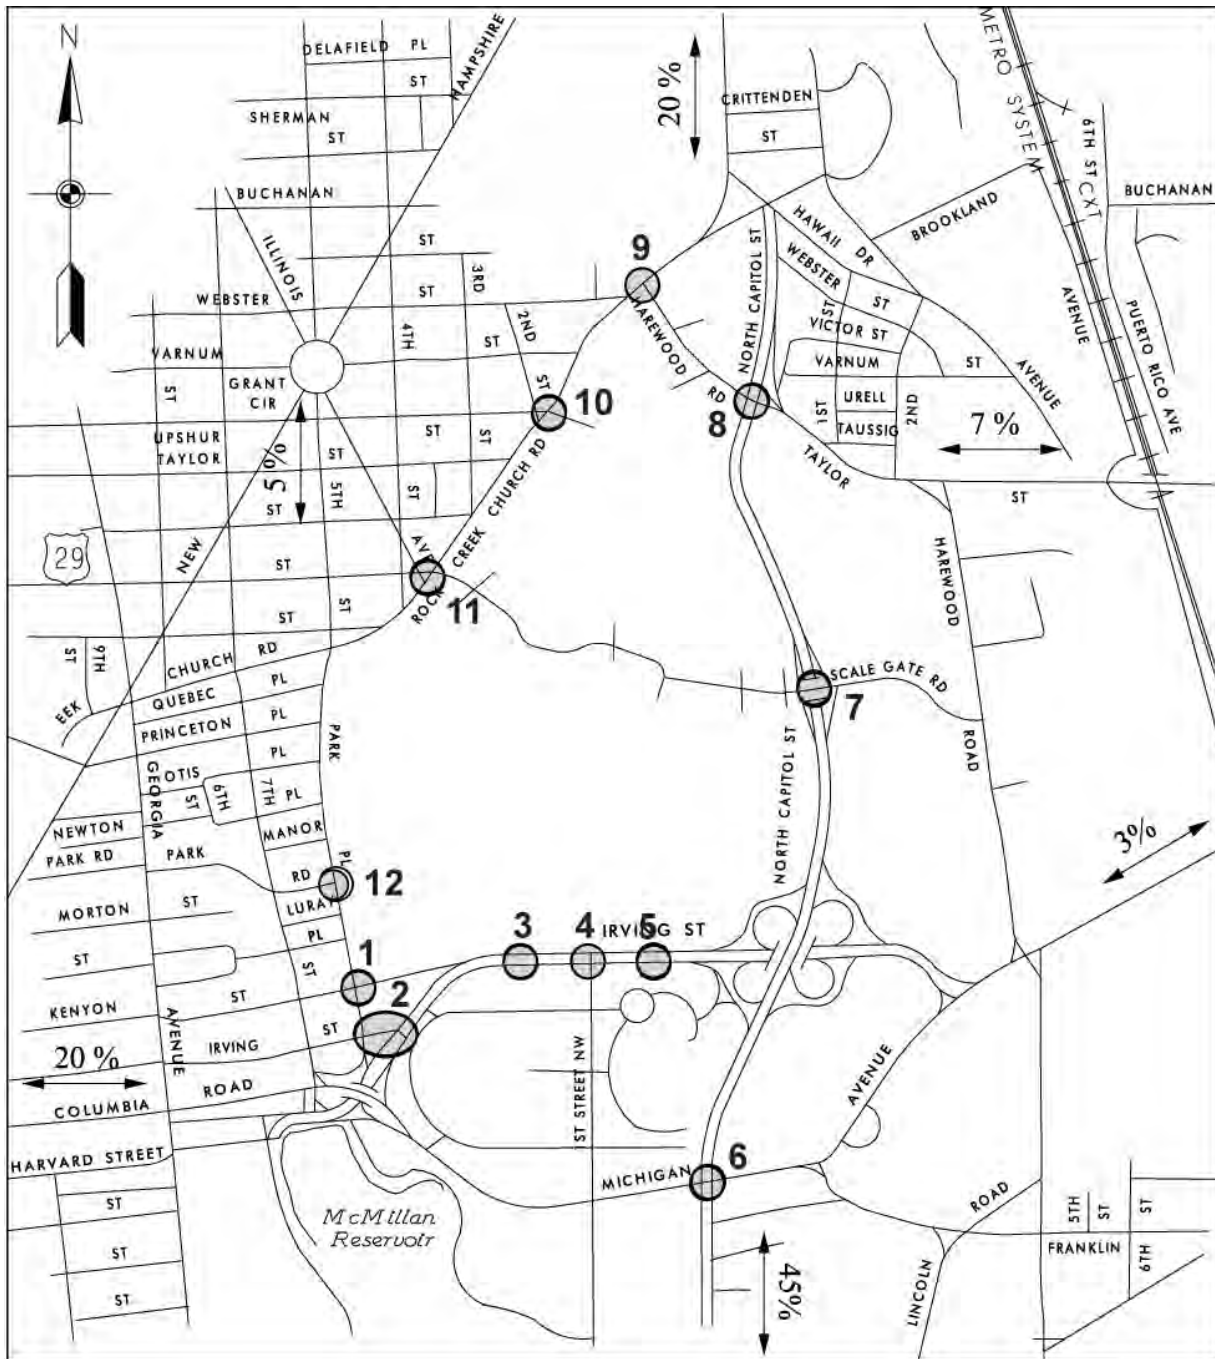 N
DELAFIELD PL
ST
HAMPSHIRE
SHERMAN
ST
BUCHANAN
ILLINOIS
ST
3RD
WEBSTER
ST
4TH
2ND
ST
VARNUM
ST
GRANT
CIR
ST
ST
UPSHUR
TAYLOR
ST
ST
ST
5TH
ST
5%
ST
29
NEW
ST
AVE
ROCK CREEK CHURCH RD
10
11
9
20%
CRITTENDEN
ST
METRO SYSTEM
6TH ST
CXT
BUCHANAN
BROOKLAND
AVENUE
PUERTO RICO AVE
HAWAII DR
WEBSTER
ST
ST
NORTH CAPITOL ST
HAREWOOD
RD
8
VICTOR ST
VARNUM
ST
AVENUE
URELL
TAUSSIG
1ST
2ND
7%
TAYLOR
ST
HAREWOOD
ROAD
SCALE GATE RD
7
NORTH CAPITOL ST
ST
ST
9TH
ST
EEK
CHURCH RD
QUEBEC PL
PRINCETON PL
OTIS PL
ST
6TH
7TH
PL
PARK
PL
GEORGIA
AVENUE
NEWTON
PARK RD
PARK
MANOR
RD
12
MORTON
ST
LURAY
PL
ST
ST
KENYON
ST
1
2
3
4
5
IRVING ST
3%
20%
IRVING
ST
COLUMBIA
ROAD
HARVARD STREET
ST
ST
ST
McMillan
Reservoir
1ST STREET NW
MICHIGAN
AVENUE
6
45%
ROAD
LINCOLN
5TH
ST
FRANKLIN
6TH
ST